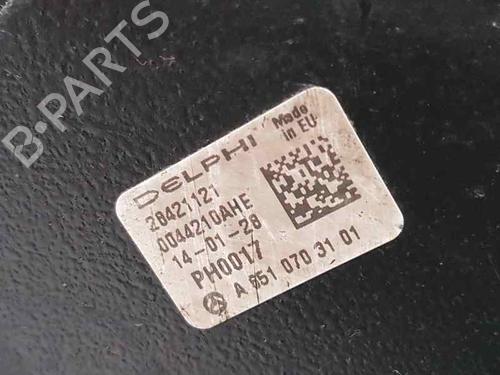 B-PARTS
DELPHI
Made in EU
28421121
0044210AHE
14-01-28
PH0017
A 651 070 31 01